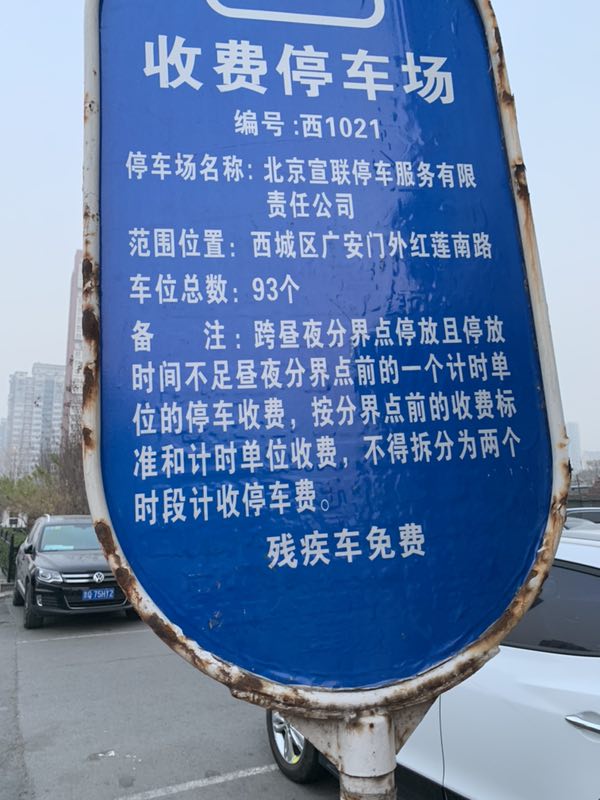 收费停车场
编号:西1021
停车场名称: 北京宣联停车服务有限
责任公司
范围位置: 西城区广安门外红莲南路
车位总数: 93个
备 注: 跨昼夜分界点停放且停放
时间不足昼夜分界点前的一个计时单
位的停车收费, 按分界点前的收费标
准和计时单位收费, 不得拆分为两个
时段计收停车费。
残疾车免费